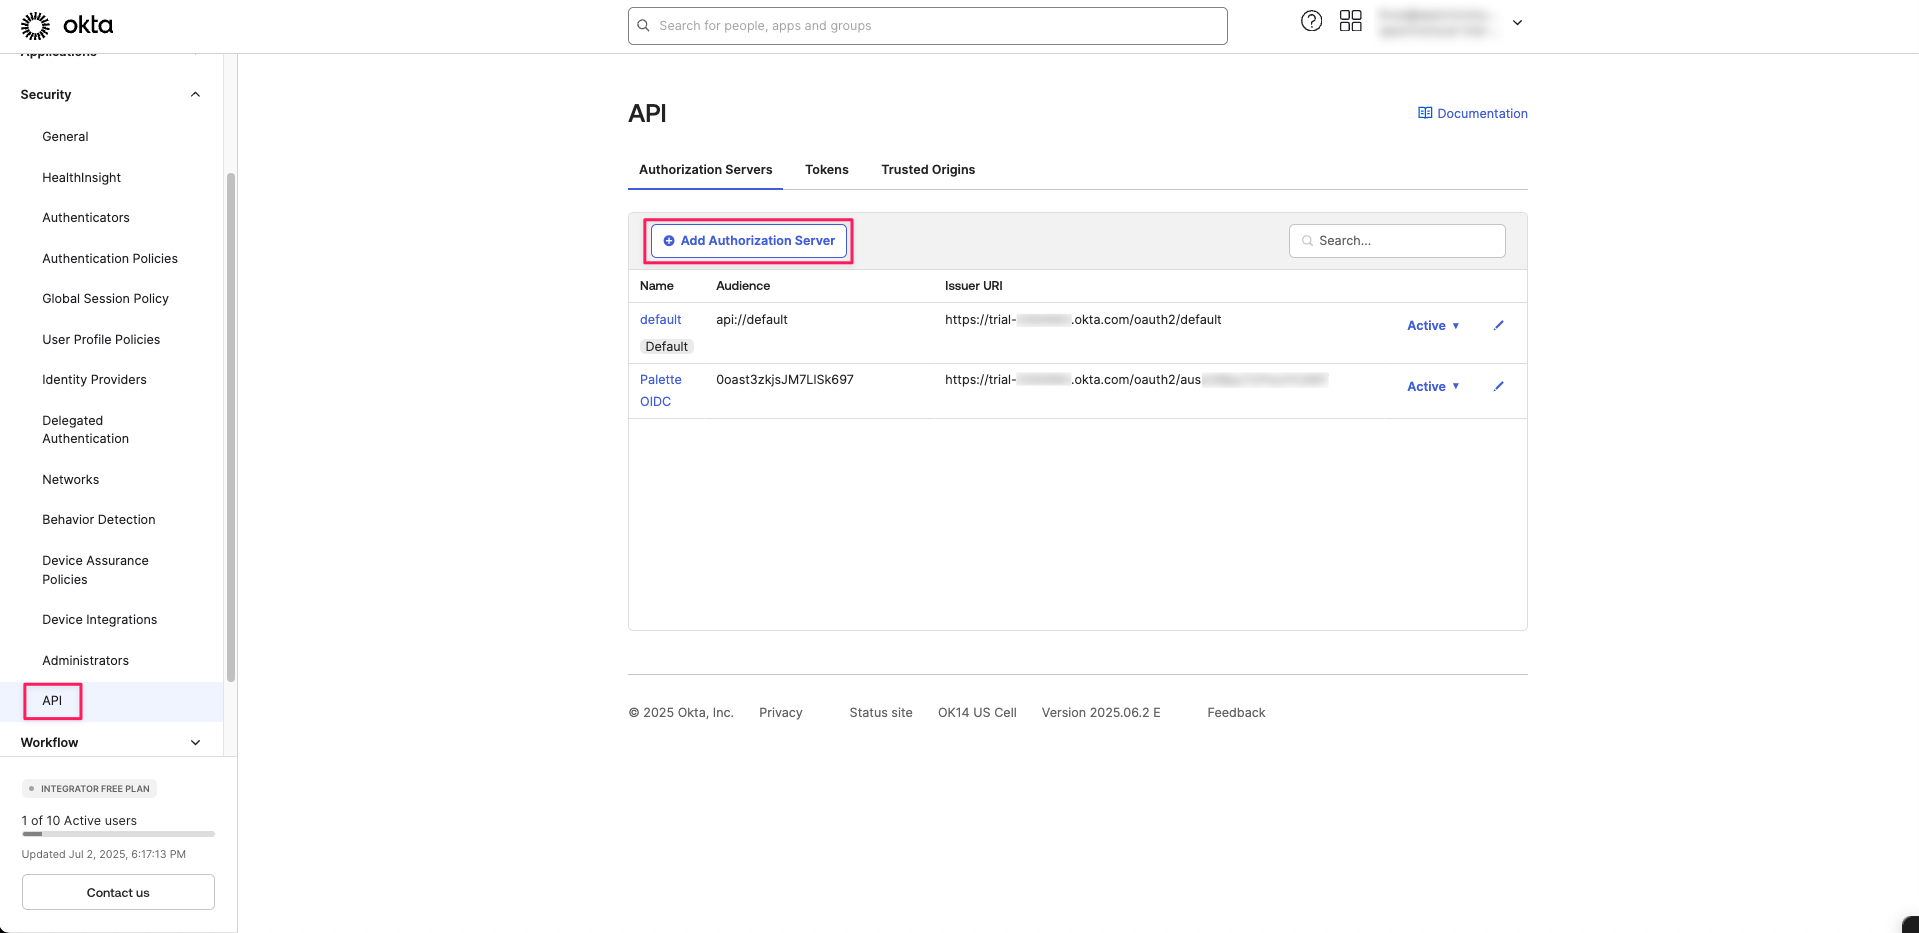 okta
Search for people, apps and groups
Applications
Security
General
HealthInsight
Authenticators
Authentication Policies
Global Session Policy
User Profile Policies
Identity Providers
Delegated
Authentication
Networks
Behavior Detection
Device Assurance
Policies
Device Integrations
Administrators
API
Workflow
INTEGRATOR FREE PLAN
1 of 10 Active users
Updated Jul 2, 2025, 6:17:13 PM
Contact us
API
Documentation
Authorization Servers Tokens Trusted Origins
Add Authorization Server Search...
Name Audience Issuer URI
default api://default https://trial- .okta.com/oauth2/default Active
Default
Palette 0oast3zkjsJM7LlSk697 https://trial- .okta.com/oauth2/aus Active
OIDC
© 2025 Okta, Inc. Privacy Status site OK14 US Cell Version 2025.06.2 E Feedback